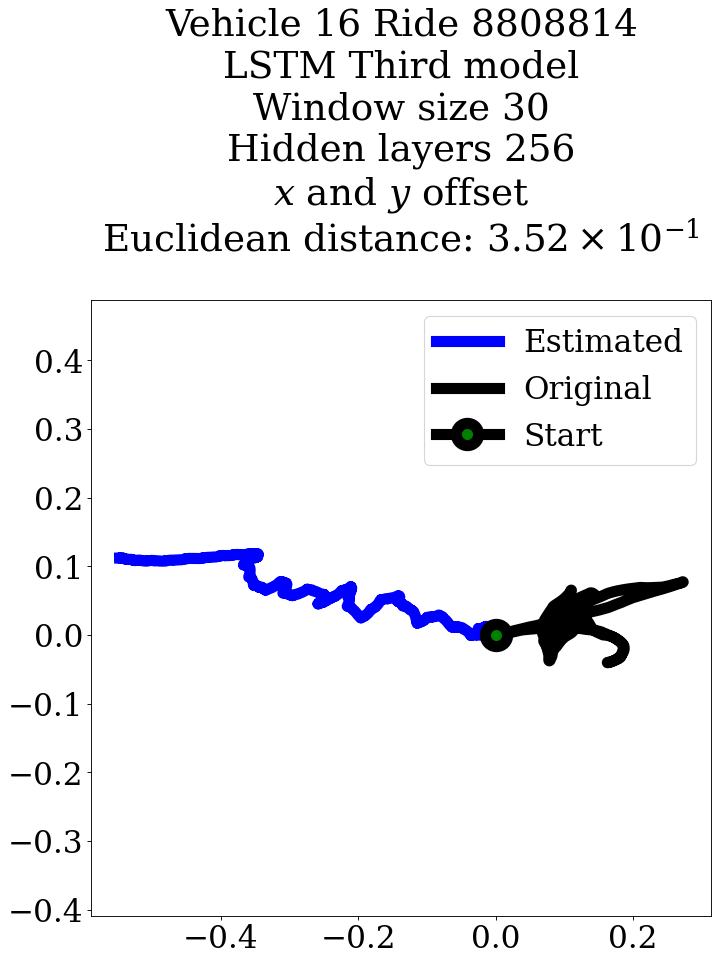 Vehicle 16 Ride 8808814
LSTM Third model
Window size 30
Hidden layers 256
x and y offset
Euclidean distance: 3.52 × 10⁻¹
Estimated
Original
Start
0.4
0.3
0.2
0.1
0.0
−0.1
−0.2
−0.3
−0.4
−0.4 −0.2 0.0 0.2